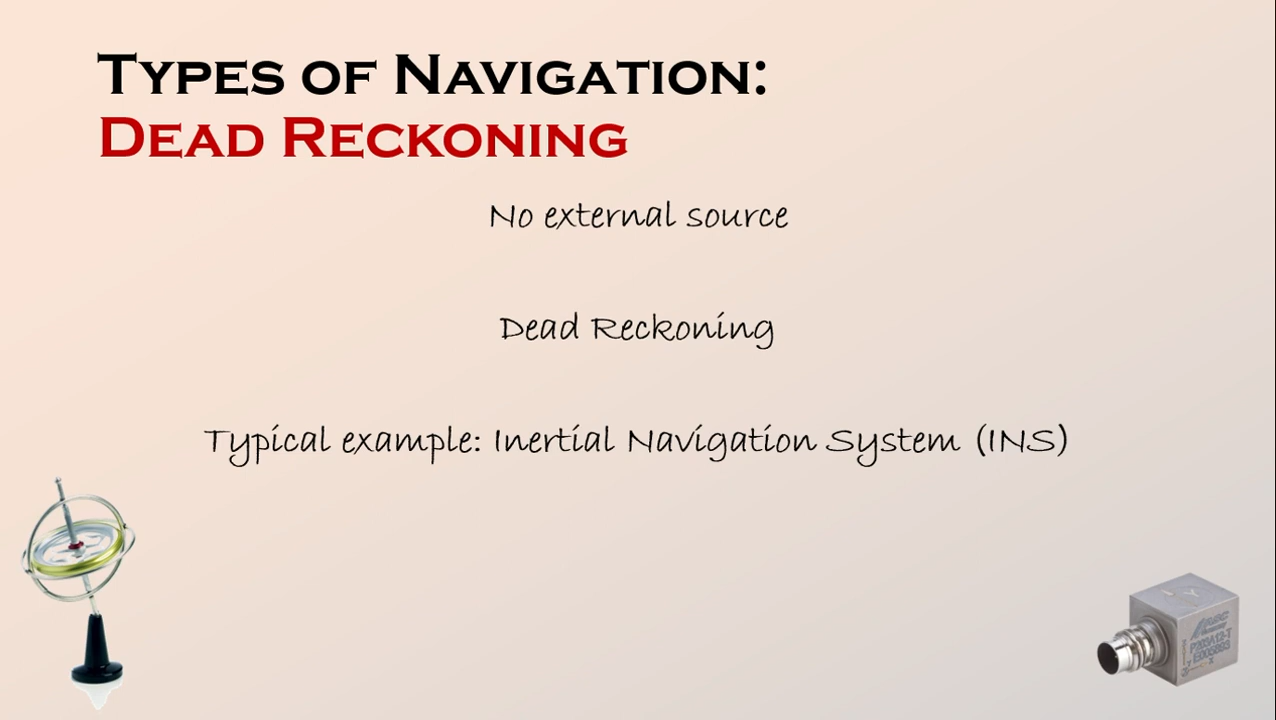 Types of Navigation:
Dead Reckoning
No external source
Dead Reckoning
Typical example: Inertial Navigation System (INS)
Y
X